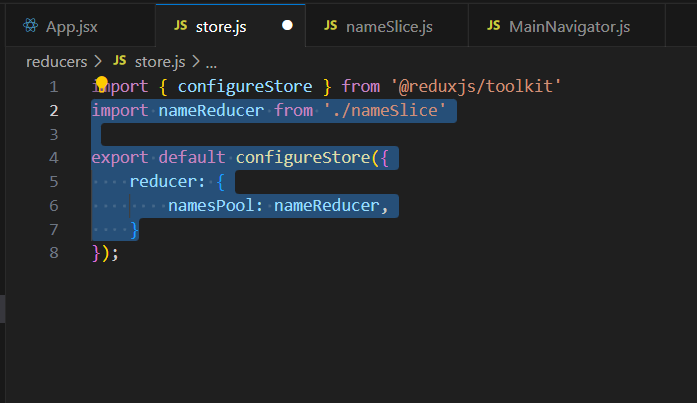 App.jsx
JS store.js
JS nameSlice.js
JS MainNavigator.js
reducers > JS store.js > ...
1 import { configureStore } from '@reduxjs/toolkit'
2 import nameReducer from './nameSlice'
3
4 export default configureStore({
5     reducer: {
6         namesPool: nameReducer,
7     }
8 });